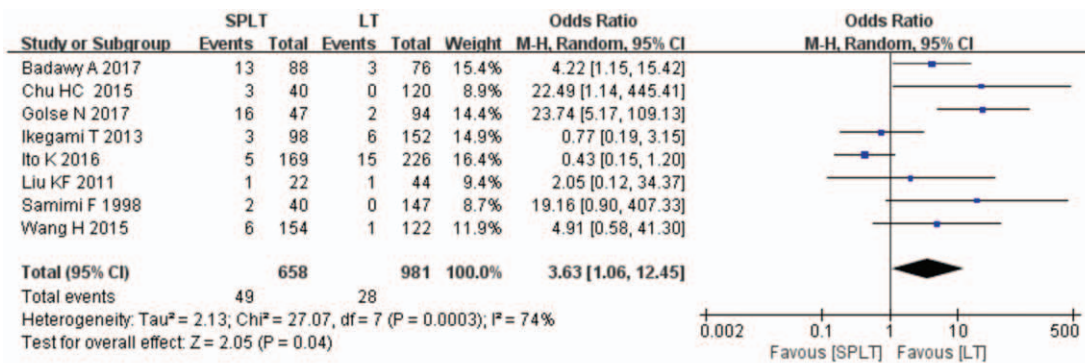 SPLT LT Odds Ratio Odds Ratio
Study or Subgroup Events Total Events Total Weight M-H, Random, 95% CI M-H, Random, 95% CI
Badawy A 2017 13 88 3 76 15.4% 4.22 [1.15, 15.42]
Chu HC 2015 3 40 0 120 8.9% 22.49 [1.14, 445.41]
Golse N 2017 16 47 2 94 14.4% 23.74 [5.17, 109.13]
Ikegami T 2013 3 98 6 152 14.9% 0.77 [0.19, 3.15]
Ito K 2016 5 169 15 226 16.4% 0.43 [0.15, 1.20]
Liu KF 2011 1 22 1 44 9.4% 2.05 [0.12, 34.37]
Samimi F 1998 2 40 0 147 8.7% 19.16 [0.90, 407.33]
Wang H 2015 6 154 1 122 11.9% 4.91 [0.58, 41.30]
Total (95% CI) 658 981 100.0% 3.63 [1.06, 12.45]
Total events 49 28
Heterogeneity: Tau² = 2.13; Chi² = 27.07, df = 7 (P = 0.0003); I² = 74%
Test for overall effect: Z = 2.05 (P = 0.04)
0.002 0.1 1 10 500
Favous [SPLT] Favous [LT]